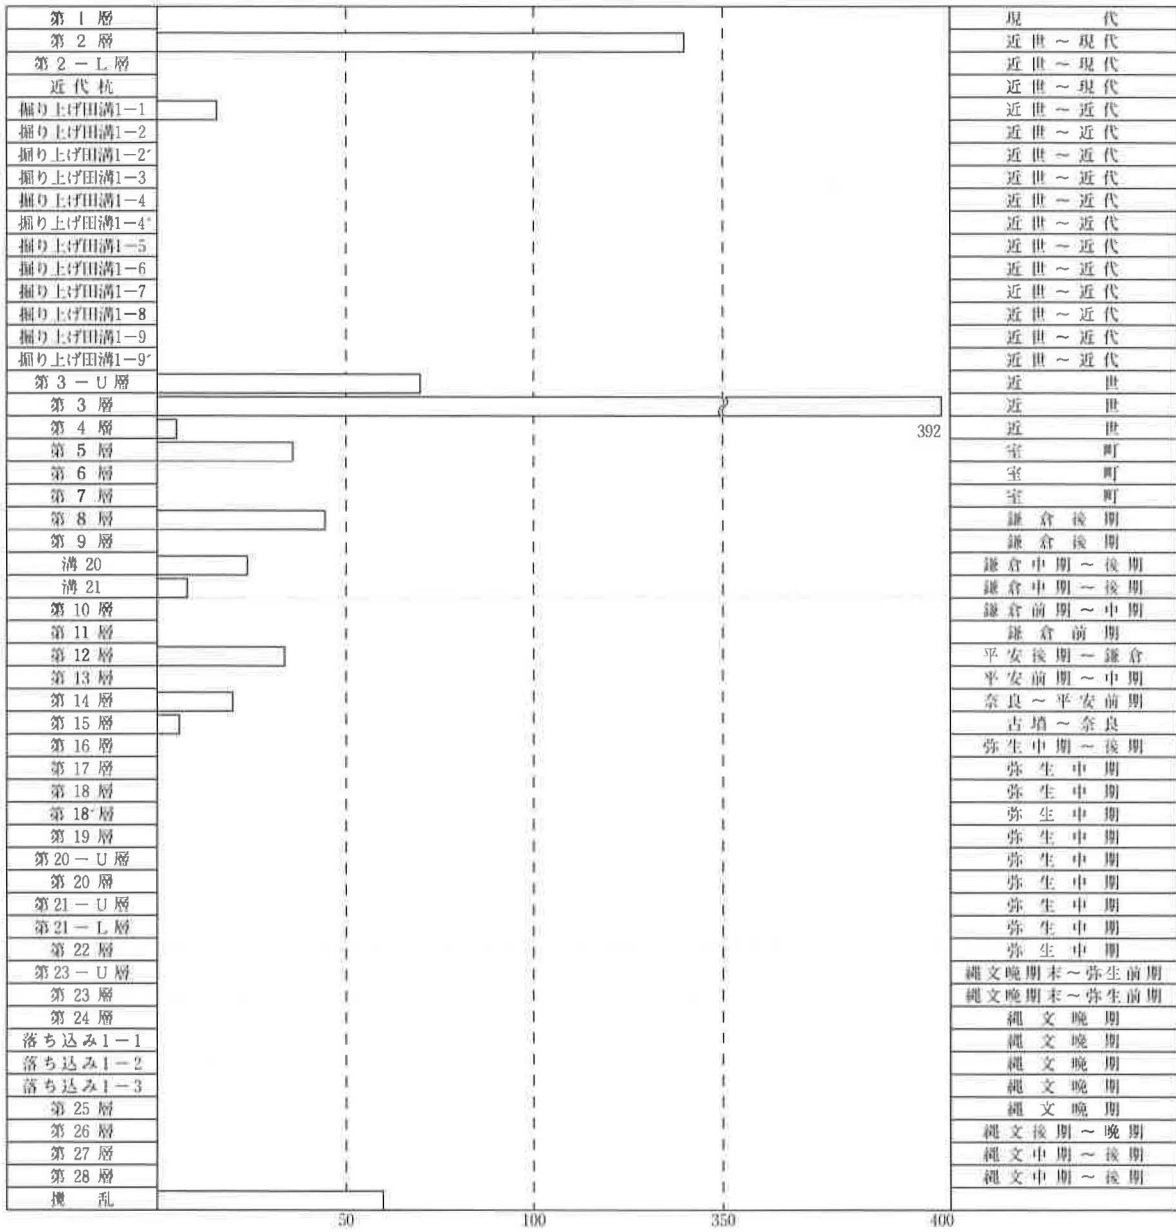 第 1 層 現 代
第 2 層 近 世 ～ 現 代
第 2 － L 層 近 世 ～ 現 代
近 代 杭 近 世 ～ 現 代
掘り上げ田溝1－1 近 世 ～ 近 代
掘り上げ田溝1－2 近 世 ～ 近 代
掘り上げ田溝1－2′ 近 世 ～ 近 代
掘り上げ田溝1－3 近 世 ～ 近 代
掘り上げ田溝1－4 近 世 ～ 近 代
掘り上げ田溝1－4′ 近 世 ～ 近 代
掘り上げ田溝1－5 近 世 ～ 近 代
掘り上げ田溝1－6 近 世 ～ 近 代
掘り上げ田溝1－7 近 世 ～ 近 代
掘り上げ田溝1－8 近 世 ～ 近 代
掘り上げ田溝1－9 近 世 ～ 近 代
掘り上げ田溝1－9′ 近 世 ～ 近 代
第 3 － U 層 近 世
第 3 層 近 世
第 4 層 392 近 世
第 5 層 室 町
第 6 層 室 町
第 7 層 室 町
第 8 層 鎌 倉 後 期
第 9 層 鎌 倉 後 期
溝 20 鎌 倉 中 期 ～ 後 期
溝 21 鎌 倉 中 期 ～ 後 期
第 10 層 鎌 倉 前 期 ～ 中 期
第 11 層 鎌 倉 前 期
第 12 層 平 安 後 期 ～ 鎌 倉
第 13 層 平 安 前 期 ～ 中 期
第 14 層 奈 良 ～ 平 安 前 期
第 15 層 古 墳 ～ 奈 良
第 16 層 弥 生 中 期 ～ 後 期
第 17 層 弥 生 中 期
第 18 層 弥 生 中 期
第 18′ 層 弥 生 中 期
第 19 層 弥 生 中 期
第 20 － U 層 弥 生 中 期
第 20 層 弥 生 中 期
第 21 － U 層 弥 生 中 期
第 21 － L 層 弥 生 中 期
第 22 層 弥 生 中 期
第 23 － U 層 縄 文 晩 期 末 ～ 弥 生 前 期
第 23 層 縄 文 晩 期 末 ～ 弥 生 前 期
第 24 層 縄 文 晩 期
落 ち 込 み 1 － 1 縄 文 晩 期
落 ち 込 み 1 － 2 縄 文 晩 期
落 ち 込 み 1 － 3 縄 文 晩 期
第 25 層 縄 文 晩 期
第 26 層 縄 文 後 期 ～ 晩 期
第 27 層 縄 文 中 期 ～ 後 期
第 28 層 縄 文 中 期 ～ 後 期
攪 乱
50 100 350 400